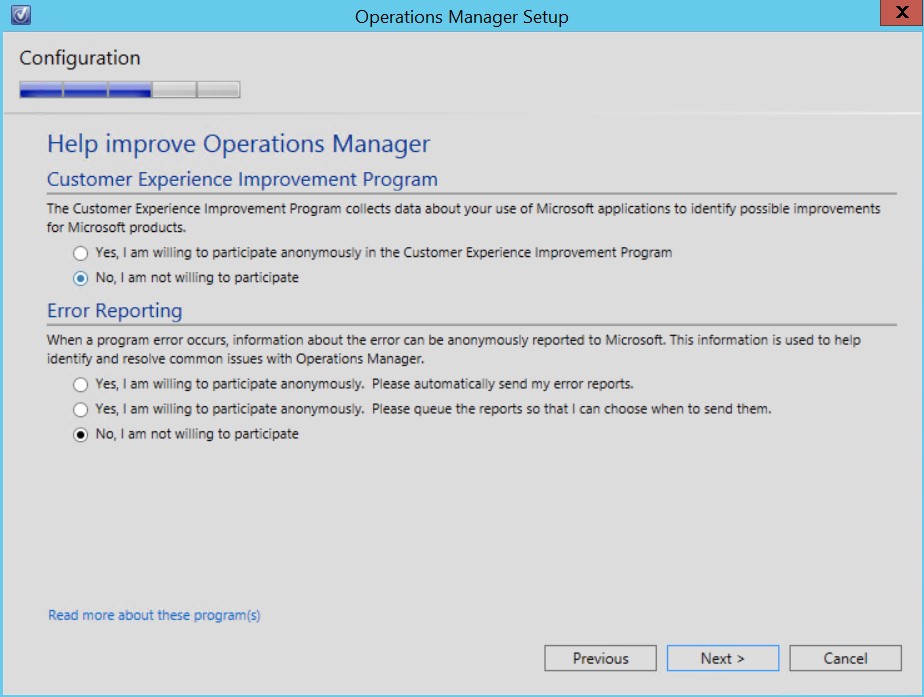 Operations Manager Setup
X
Configuration
Help improve Operations Manager
Customer Experience Improvement Program
The Customer Experience Improvement Program collects data about your use of Microsoft applications to identify possible improvements
for Microsoft products.
Yes, I am willing to participate anonymously in the Customer Experience Improvement Program
No, I am not willing to participate
Error Reporting
When a program error occurs, information about the error can be anonymously reported to Microsoft. This information is used to help
identify and resolve common issues with Operations Manager.
Yes, I am willing to participate anonymously.  Please automatically send my error reports.
Yes, I am willing to participate anonymously.  Please queue the reports so that I can choose when to send them.
No, I am not willing to participate
Read more about these program(s)
Previous Next > Cancel